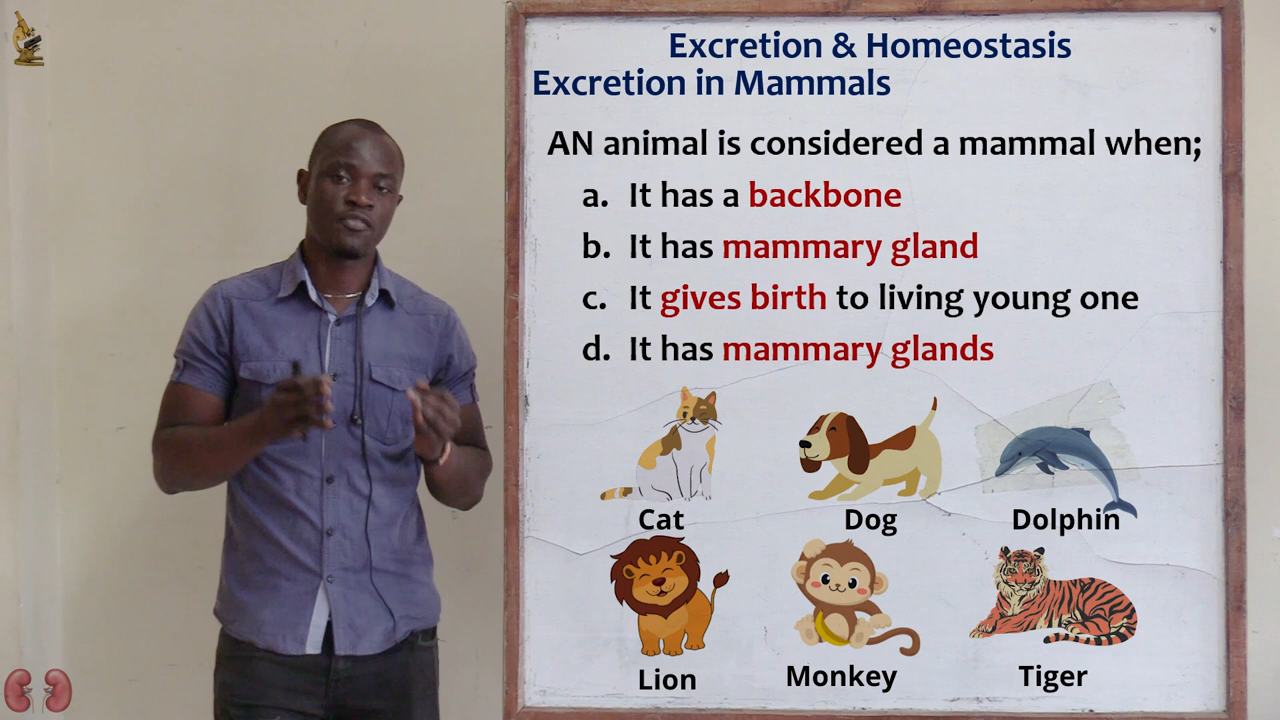 Excretion & Homeostasis
Excretion in Mammals
AN animal is considered a mammal when;
a. It has a backbone
b. It has mammary gland
c. It gives birth to living young one
d. It has mammary glands
Cat Dog Dolphin
Lion Monkey Tiger